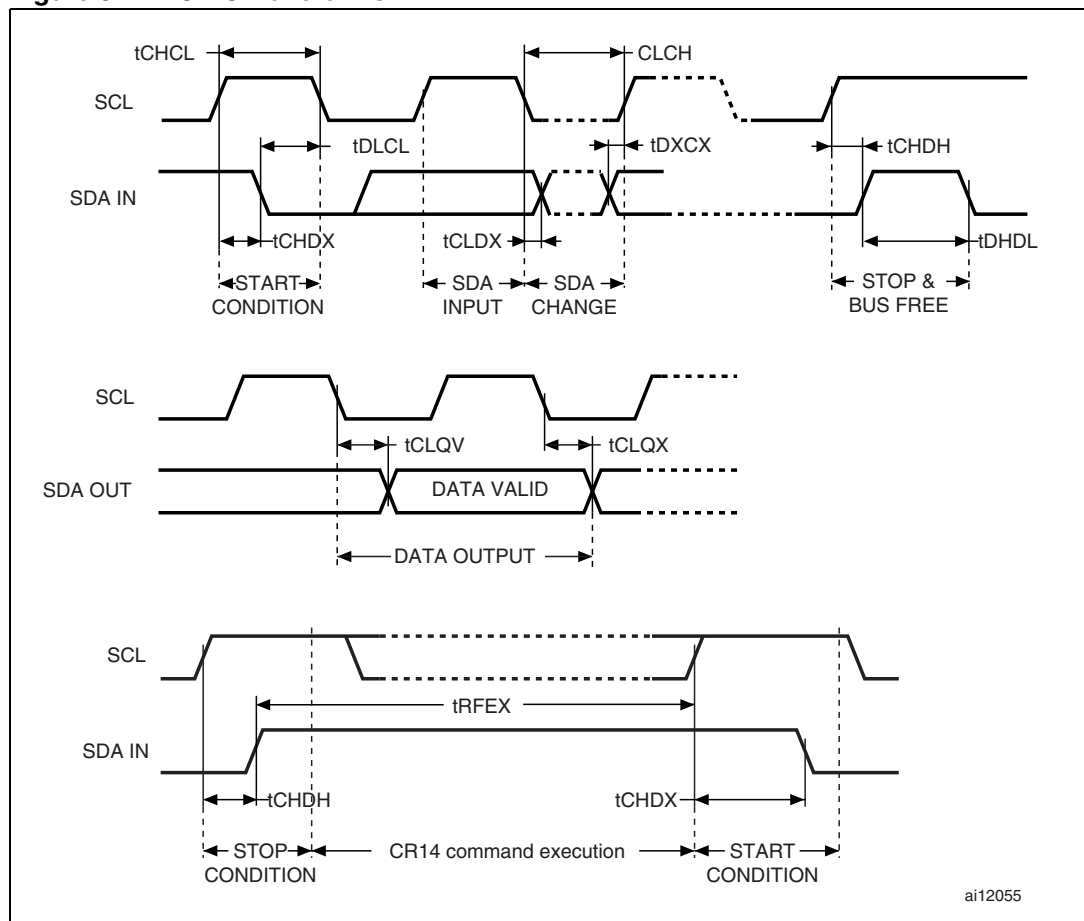 tCHCL
CLCH
SCL
tDLCL
tDXCX
tCHDH
SDA IN
tCHDX
tCLDX
tDHDL
START
CONDITION
SDA
INPUT
SDA
CHANGE
STOP &
BUS FREE
SCL
tCLQV
tCLQX
SDA OUT
DATA VALID
DATA OUTPUT
SCL
tRFEX
SDA IN
tCHDH
tCHDX
STOP
CONDITION
CR14 command execution
START
CONDITION
ai12055